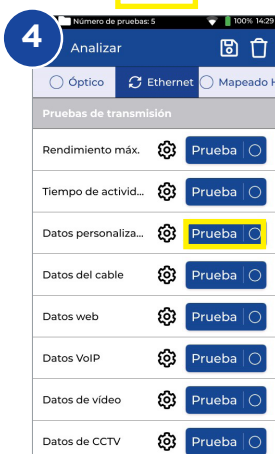 4
Número de pruebas: 5 100% 14:29
Analizar
Óptico Ethernet Mapeado H
Pruebas de transmisión
Rendimiento máx. Prueba
Tiempo de activid... Prueba
Datos personaliza... Prueba
Datos del cable Prueba
Datos web Prueba
Datos VoIP Prueba
Datos de vídeo Prueba
Datos de CCTV Prueba